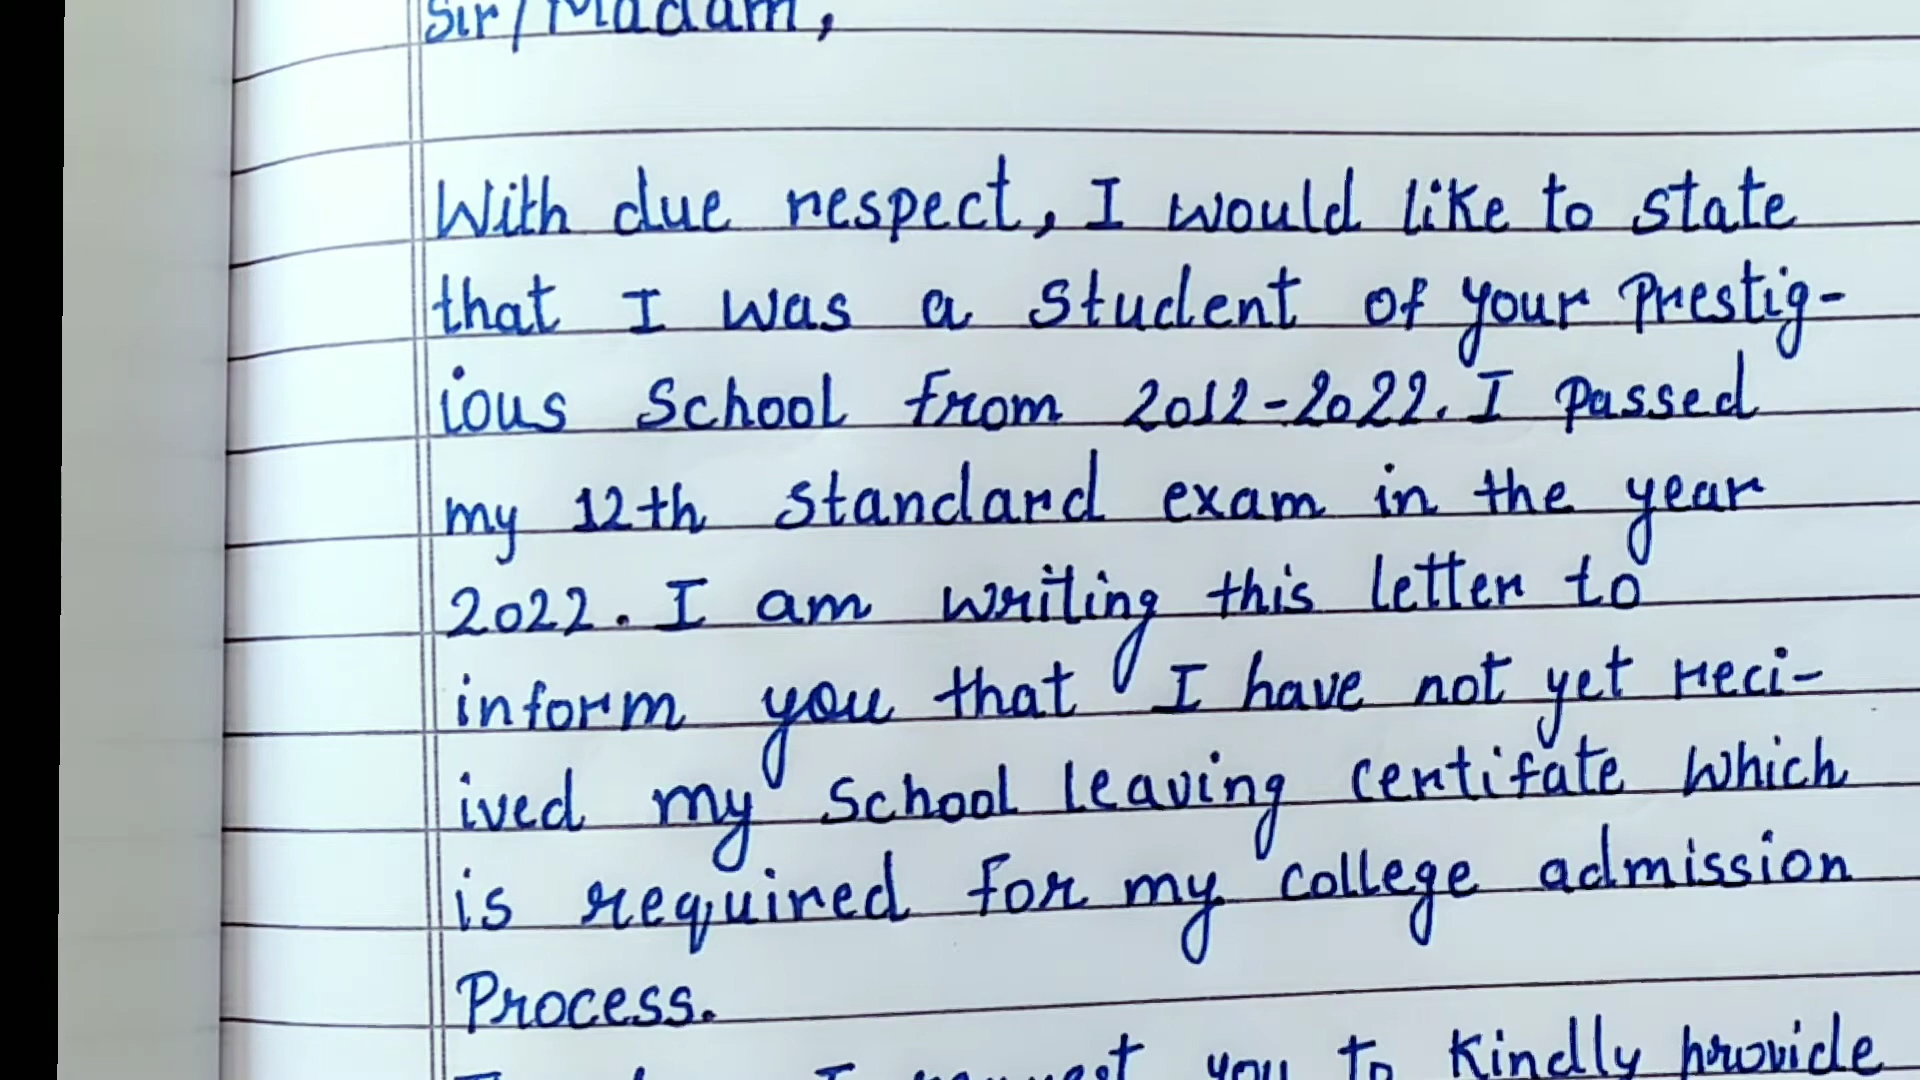 Sir/Madam,
With due respect, I would like to state
that I was a student of your Prestig-
ious School from 2012-2022. I passed
my 12th standard exam in the year
2022. I am writing this letter to
inform you that I have not yet reci-
ived my School leaving certifate which
is required for my college admission
Process.
I request you to kindly provide